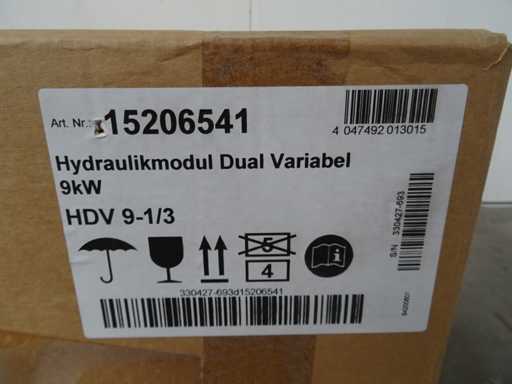 Art. Nr.: 15206541
4 047492 013015
Hydraulikmodul Dual Variabel
9kW
HDV 9-1/3
5
4
i
S/N 330427-693
330427-693d15206541